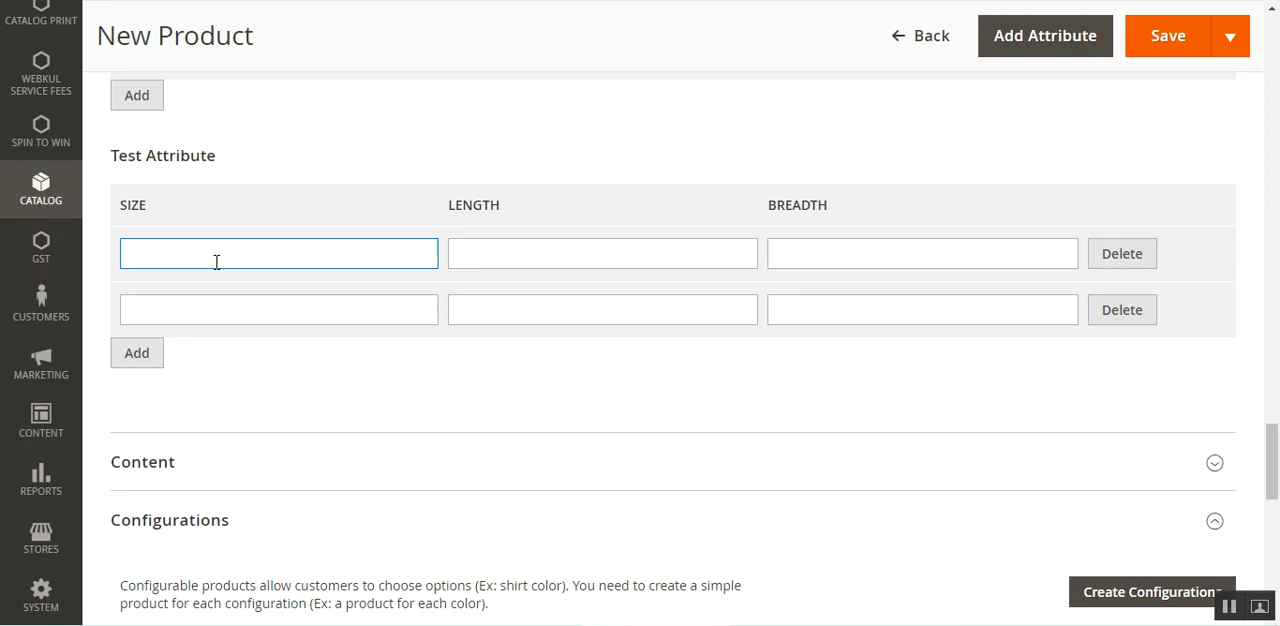 CATALOG PRINT
WEBKUL
SERVICE FEES
SPIN TO WIN
CATALOG
GST
CUSTOMERS
MARKETING
CONTENT
REPORTS
STORES
SYSTEM
New Product
Back
Add Attribute
Save
Add
Test Attribute
SIZE LENGTH BREADTH
Delete
Delete
Add
Content
Configurations
Configurable products allow customers to choose options (Ex: shirt color). You need to create a simple
product for each configuration (Ex: a product for each color).
Create Configurations